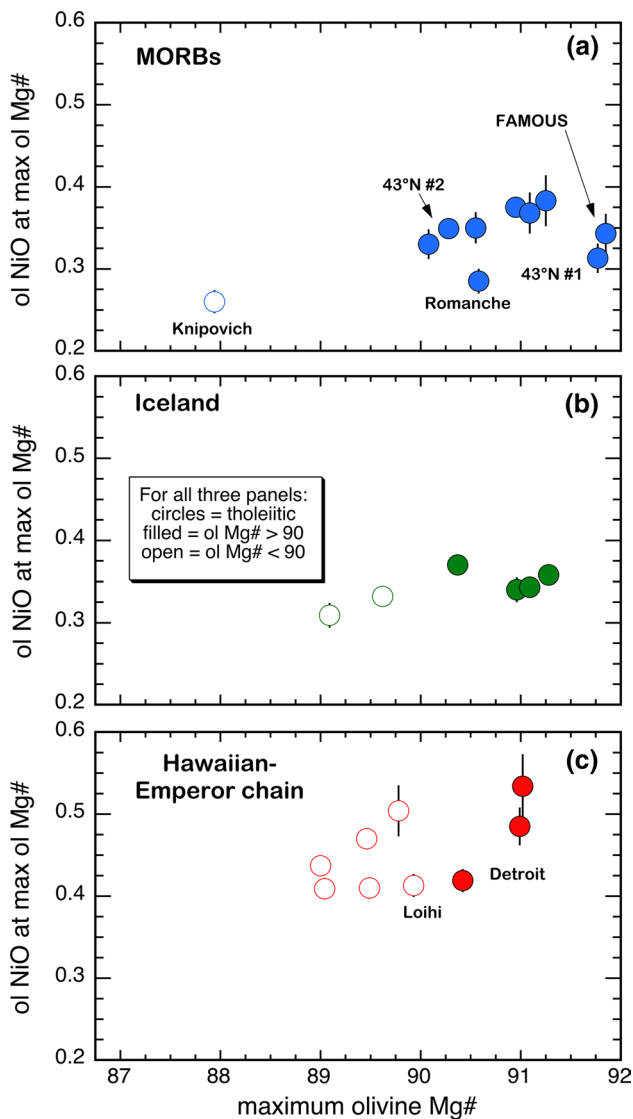 0.6
(a)
MORBs
0.5
FAMOUS
43°N #2
0.4
0.3
43°N #1
Romanche
Knipovich
0.2
ol NiO at max ol Mg#
0.6
(b)
Iceland
0.5
For all three panels:
circles = tholeiitic
filled = ol Mg# > 90
open = ol Mg# < 90
0.4
0.3
0.2
ol NiO at max ol Mg#
0.6
(c)
Hawaiian-
Emperor chain
0.5
Detroit
0.4
Loihi
0.3
0.2
ol NiO at max ol Mg#
87 88 89 90 91 92
maximum olivine Mg#